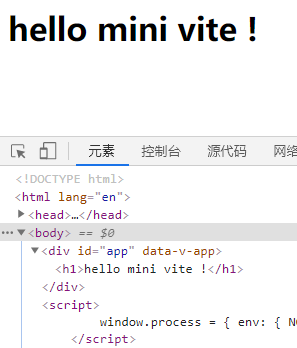 hello mini vite !
元素 控制台 源代码 网络
<!DOCTYPE html>
<html lang="en">
<head>…</head>
<body> == $0
<div id="app" data-v-app>
<h1>hello mini vite !</h1>
</div>
<script>
window.process = { env: { NO
</script>